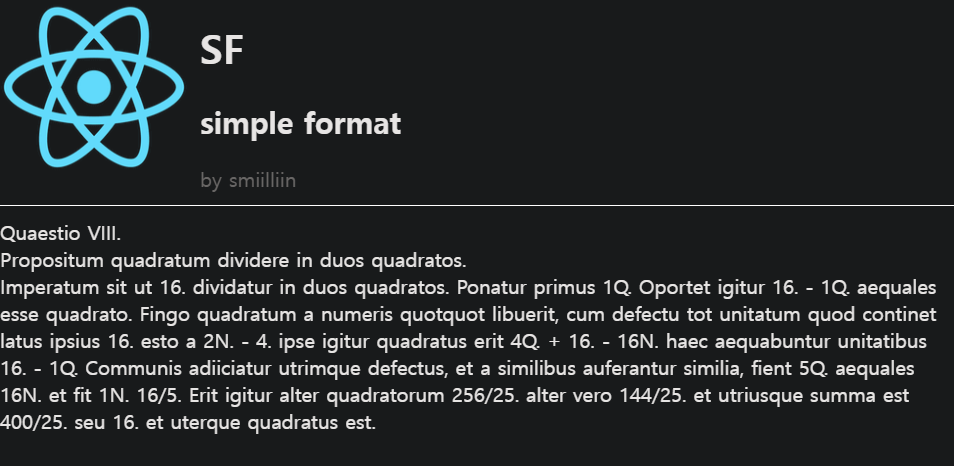 SF
simple format
by smiilliin
Quaestio VIII.
Propositum quadratum dividere in duos quadratos.
Imperatum sit ut 16. dividatur in duos quadratos. Ponatur primus 1Q. Oportet igitur 16. - 1Q. aequales
esse quadrato. Fingo quadratum a numeris quotquot libuerit, cum defectu tot unitatum quod continet
latus ipsius 16. esto a 2N. - 4. ipse igitur quadratus erit 4Q. + 16. - 16N. haec aequabuntur unitatibus
16. - 1Q. Communis adiiciatur utrimque defectus, et a similibus auferantur similia, fient 5Q. aequales
16N. et fit 1N. 16/5. Erit igitur alter quadratorum 256/25. alter vero 144/25. et utriusque summa est
400/25. seu 16. et uterque quadratus est.